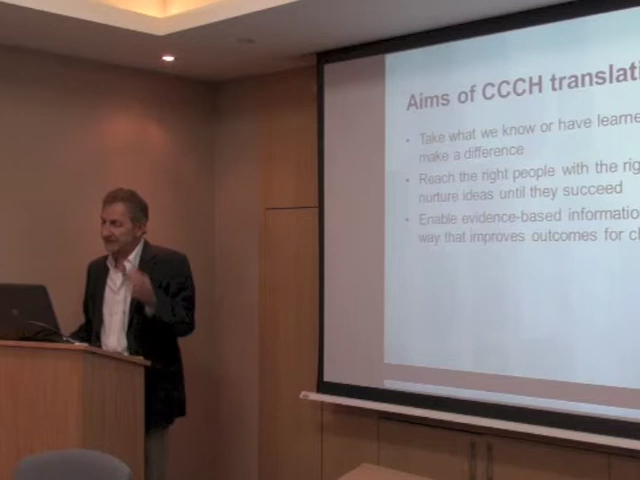 Aims of CCCH translati
• Take what we know or have learne
make a difference
• Reach the right people with the rig
nurture ideas until they succeed
• Enable evidence-based informatio
way that improves outcomes for c